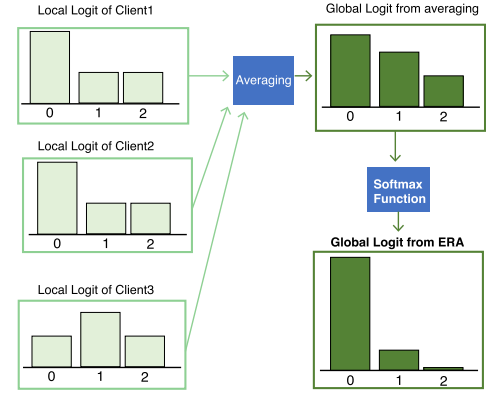 Local Logit of Client1
0 1 2
Local Logit of Client2
0 1 2
Local Logit of Client3
0 1 2
Averaging
Global Logit from averaging
0 1 2
Softmax
Function
Global Logit from ERA
0 1 2